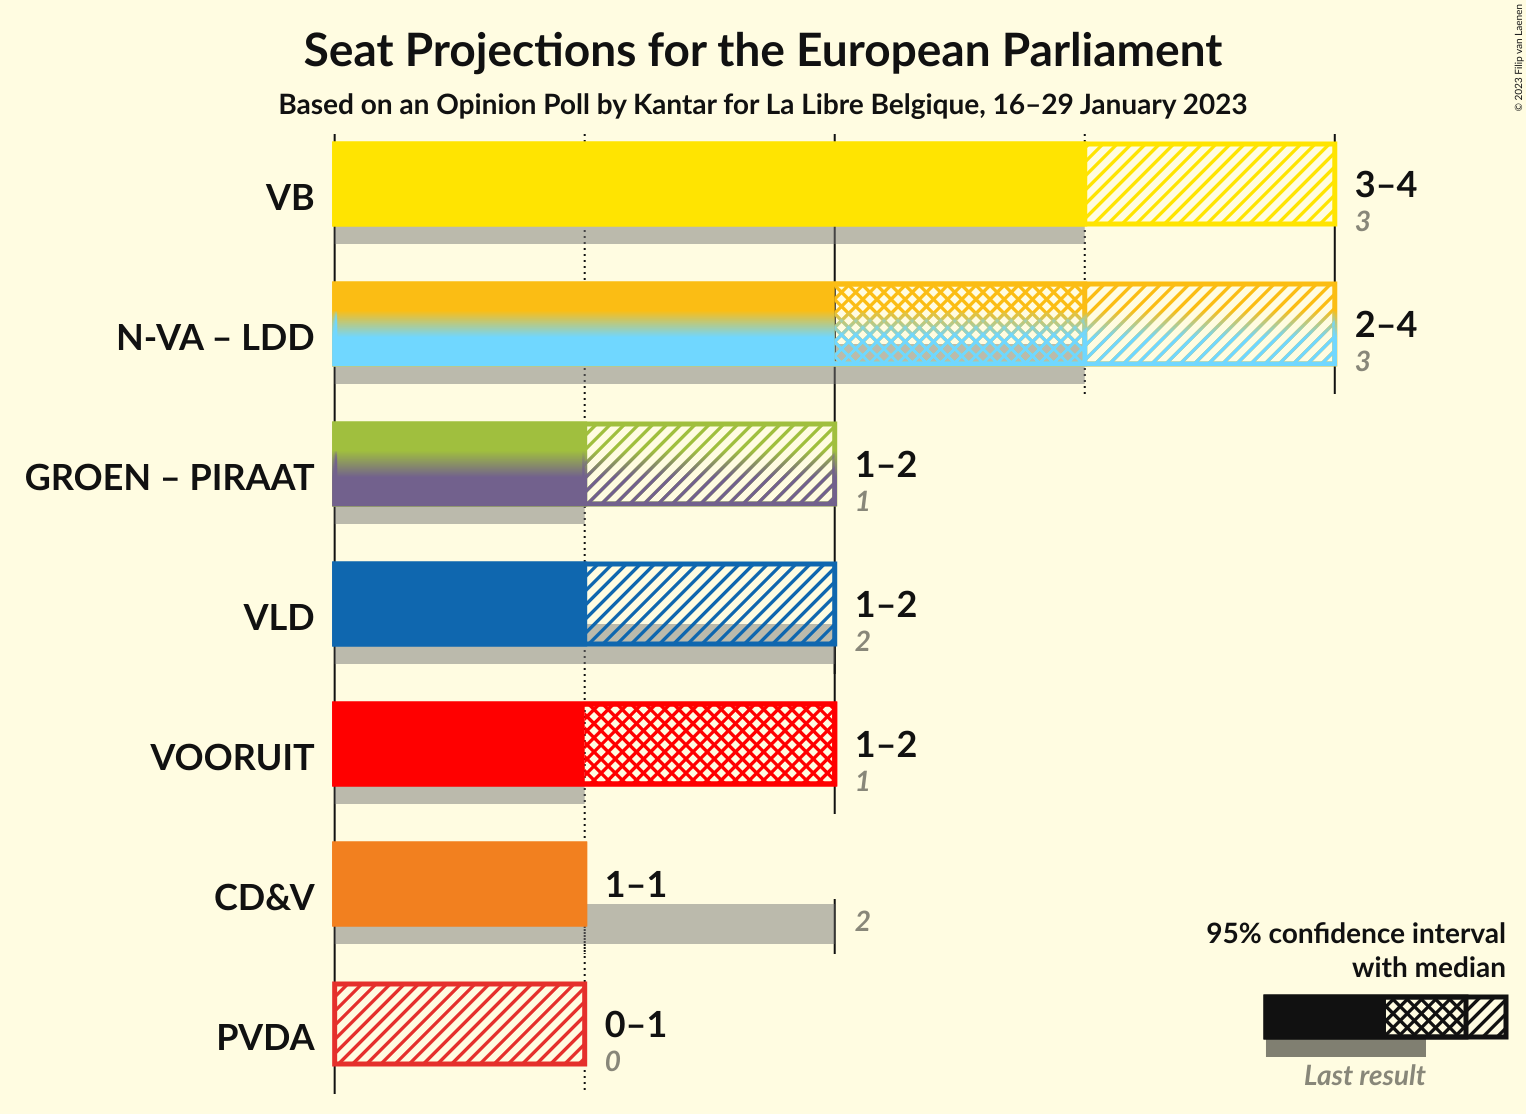 Seat Projections for the European Parliament
Based on an Opinion Poll by Kantar for La Libre Belgique, 16–29 January 2023
© 2023 Filip van Laenen
VB
3–4
3
N-VA – LDD
2–4
3
GROEN – PIRAAT
1–2
1
VLD
1–2
2
VOORUIT
1–2
1
CD&V
1–1
2
PVDA
0–1
0
95% confidence interval
with median
Last result